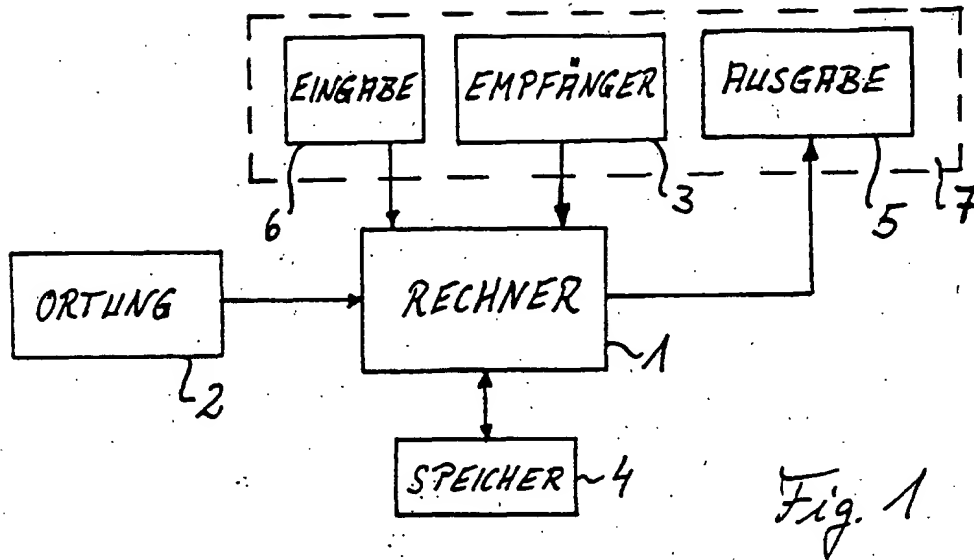 EINGABE
EMPFÄNGER
AUSGABE
6
3
5
7
ORTUNG
RECHNER
2
1
SPEICHER
4
Fig. 1